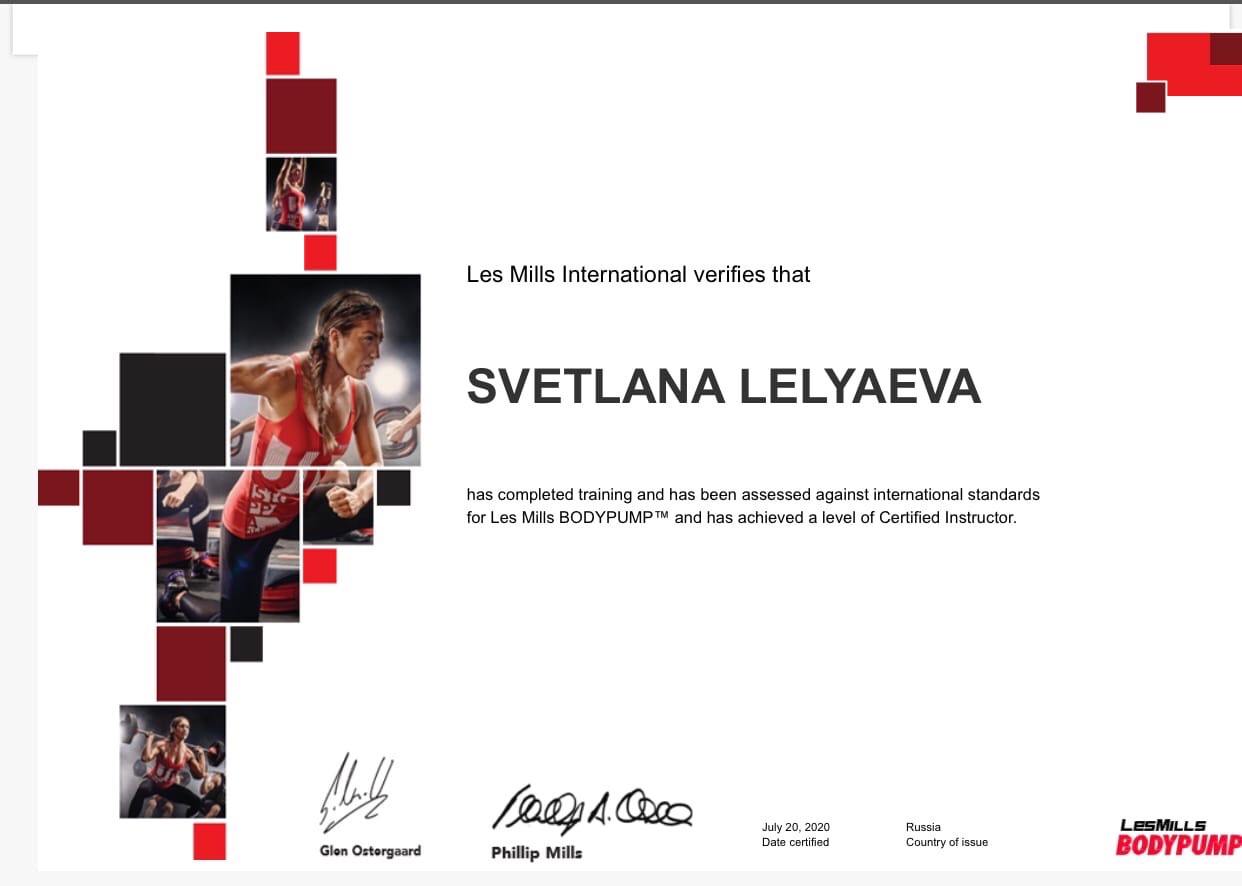 Les Mills International verifies that
SVETLANA LELYAEVA
has completed training and has been assessed against international standards
for Les Mills BODYPUMP™ and has achieved a level of Certified Instructor.
Glen Ostergaard
Phillip Mills
July 20, 2020
Date certified
Russia
Country of issue
LESMILLS
BODYPUMP